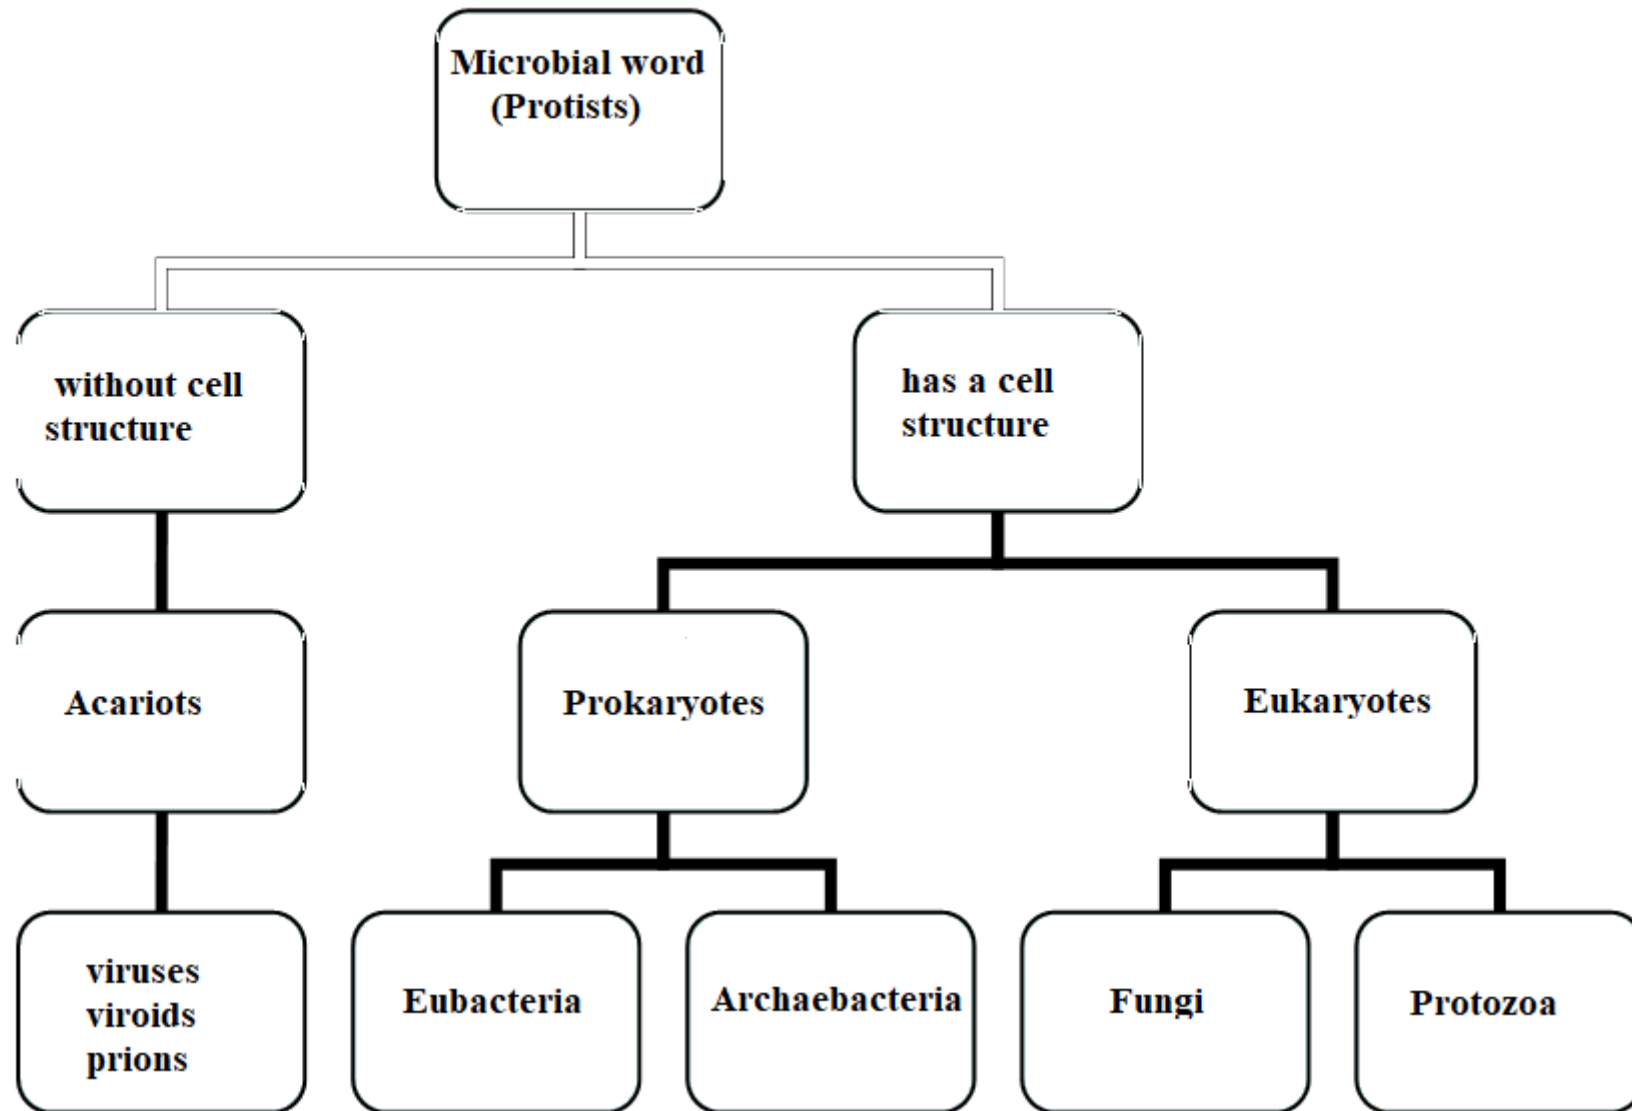 Microbial word
(Protists)
without cell
structure
has a cell
structure
Acariots
Prokaryotes
Eukaryotes
viruses
viroids
prions
Eubacteria
Archaebacteria
Fungi
Protozoa